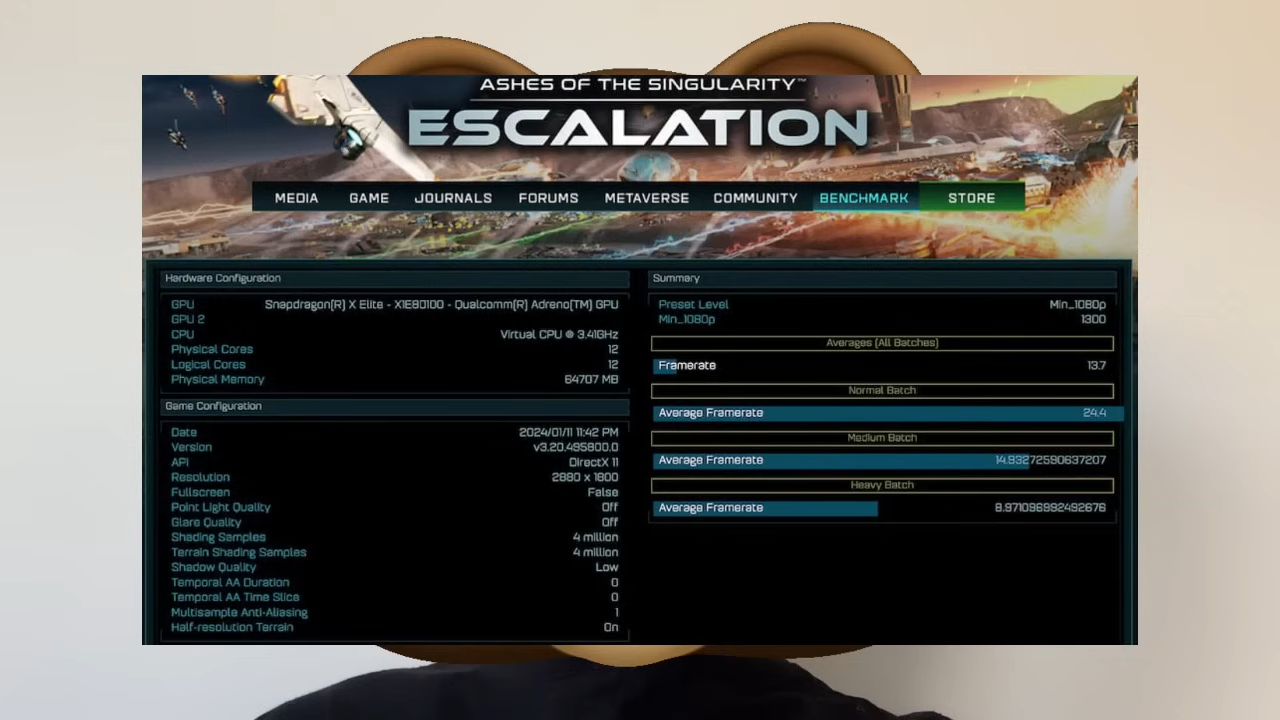 ASHES OF THE SINGULARITY™
ESCALATION
MEDIA GAME JOURNALS FORUMS METAVERSE COMMUNITY BENCHMARK STORE
Hardware Configuration
GPU Snapdragon(R) X Elite - X1E80100 - Qualcomm(R) Adreno(TM) GPU
GPU 2
CPU Virtual CPU @ 3.41GHz
Physical Cores 12
Logical Cores 12
Physical Memory 64707 MB
Game Configuration
Date 2024/01/11 11:42 PM
Version v3.20.495800.0
API DirectX 11
Resolution 2880 x 1800
Fullscreen False
Point Light Quality Off
Glare Quality Off
Shading Samples 4 million
Terrain Shading Samples 4 million
Shadow Quality Low
Temporal AA Duration 0
Temporal AA Time Slice 0
Multisample Anti-Aliasing 1
Half-resolution Terrain On
Summary
Preset Level Min_1080p
Min_1080p 1300
Averages (All Batches)
Framerate 13.7
Normal Batch
Average Framerate 24.4
Medium Batch
Average Framerate 14.93272590637207
Heavy Batch
Average Framerate 8.971096992492676